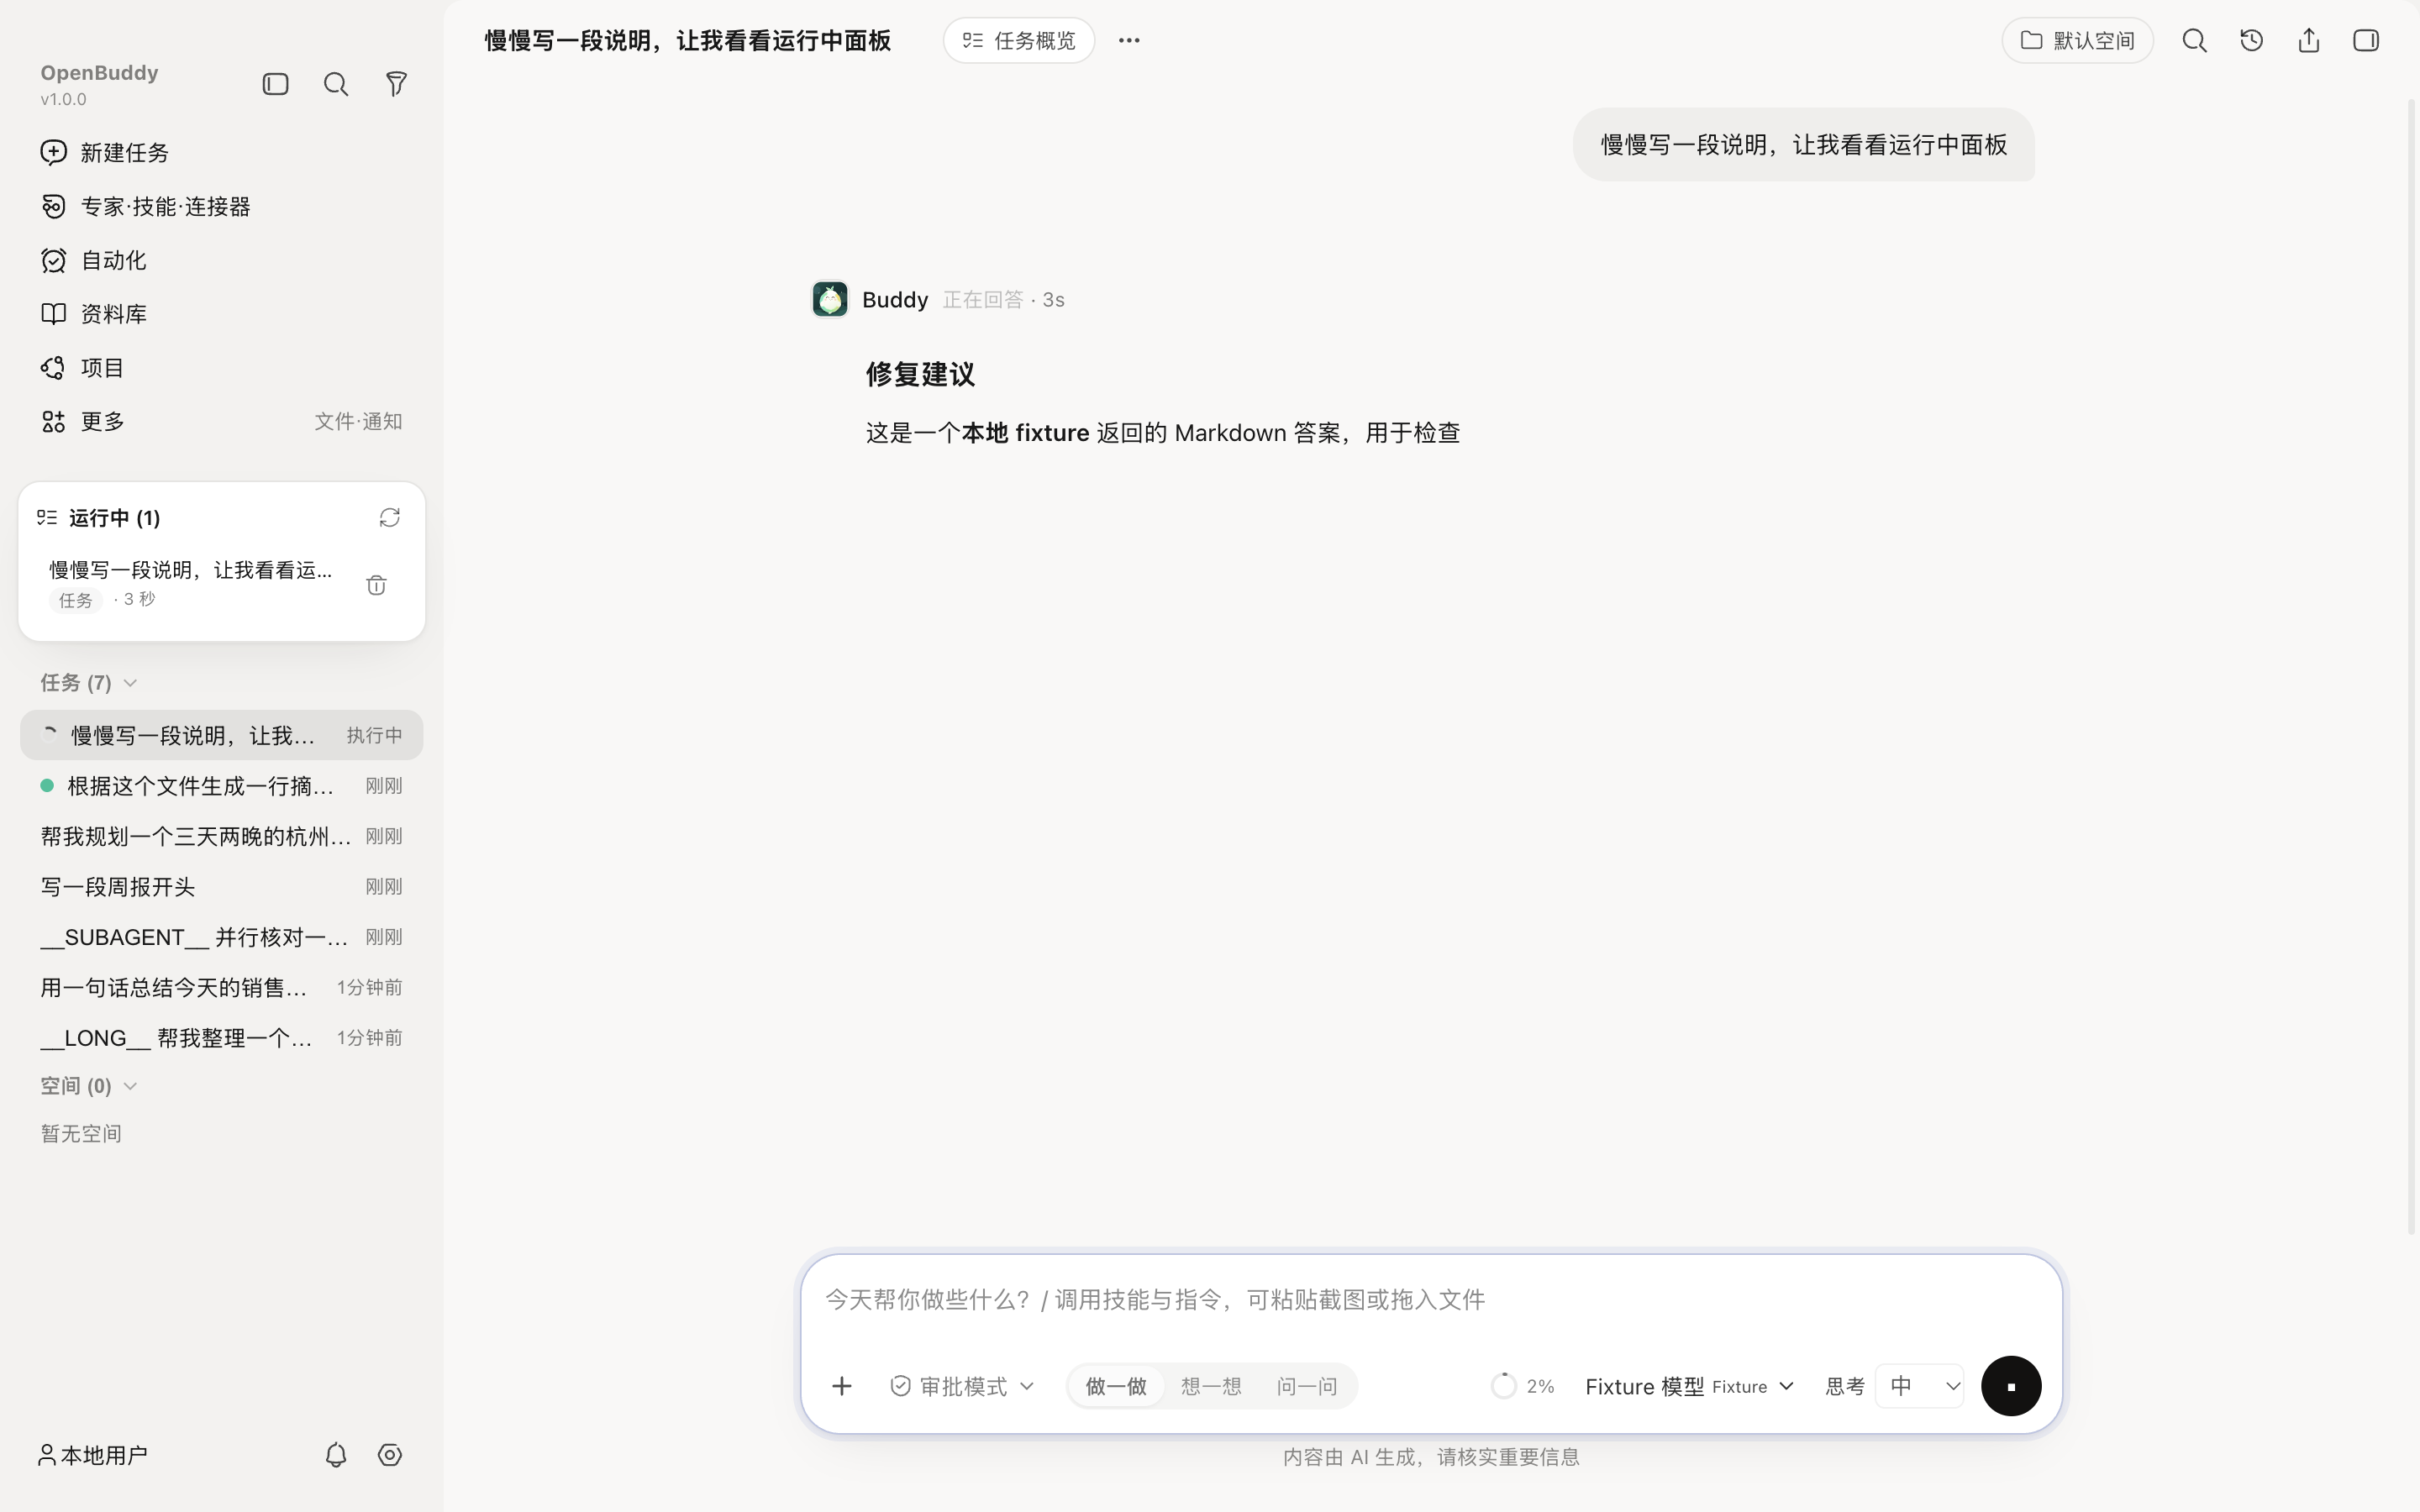 OpenBuddy
v1.0.0
新建任务
专家·技能·连接器
自动化
资料库
项目
更多 文件·通知
运行中 (1)
慢慢写一段说明，让我看看运...
任务 · 3 秒
任务 (7)
慢慢写一段说明，让我... 执行中
根据这个文件生成一行摘... 刚刚
帮我规划一个三天两晚的杭州... 刚刚
写一段周报开头 刚刚
__SUBAGENT__ 并行核对一... 刚刚
用一句话总结今天的销售... 1分钟前
__LONG__ 帮我整理一个... 1分钟前
空间 (0)
暂无空间
本地用户
慢慢写一段说明，让我看看运行中面板 任务概览
默认空间
慢慢写一段说明，让我看看运行中面板
Buddy 正在回答 · 3s
修复建议
这是一个本地 fixture 返回的 Markdown 答案，用于检查
今天帮你做些什么？/ 调用技能与指令，可粘贴截图或拖入文件
审批模式 做一做 想一想 问一问 2% Fixture 模型 Fixture 思考 中
内容由 AI 生成，请核实重要信息